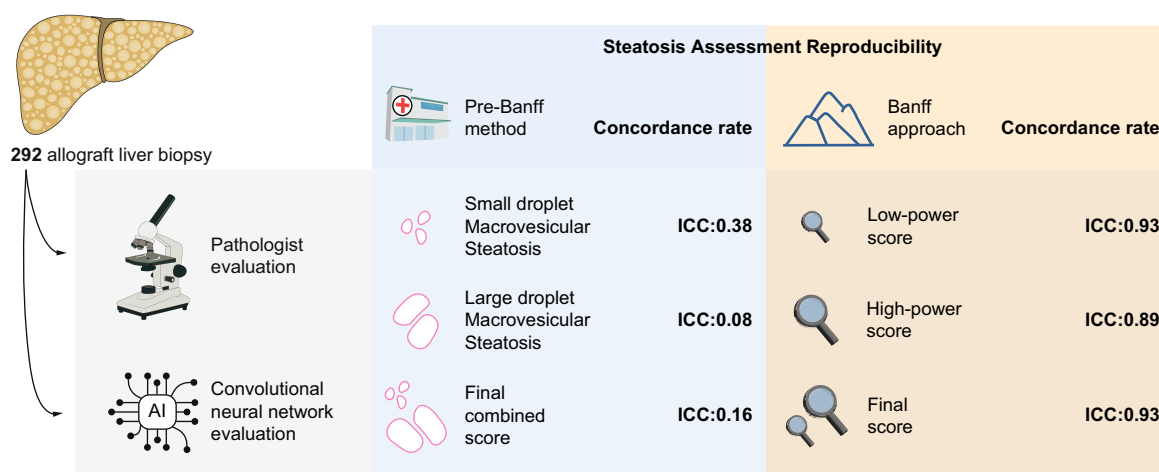 Steatosis Assessment Reproducibility
Pre-Banff
method
Concordance rate
Banff
approach
Concordance rate
292 allograft liver biopsy
Pathologist
evaluation
Small droplet
Macrovesicular
Steatosis
ICC:0.38
Low-power
score
ICC:0.93
Large droplet
Macrovesicular
Steatosis
ICC:0.08
High-power
score
ICC:0.89
AI
Convolutional
neural network
evaluation
Final
combined
score
ICC:0.16
Final
score
ICC:0.93